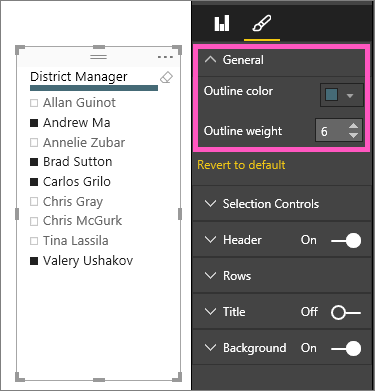 District Manager
Allan Guinot
Andrew Ma
Annelie Zubar
Brad Sutton
Carlos Grilo
Chris Gray
Chris McGurk
Tina Lassila
Valery Ushakov
General
Outline color
Outline weight 6
Revert to default
Selection Controls
Header On
Rows
Title Off
Background On